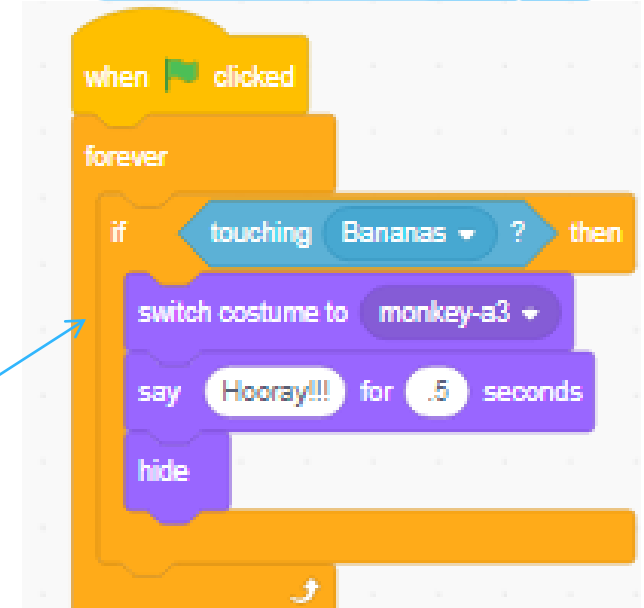 when clicked
forever
if touching Bananas ? then
switch costume to monkey-a3
say Hooray!!! for .5 seconds
hide